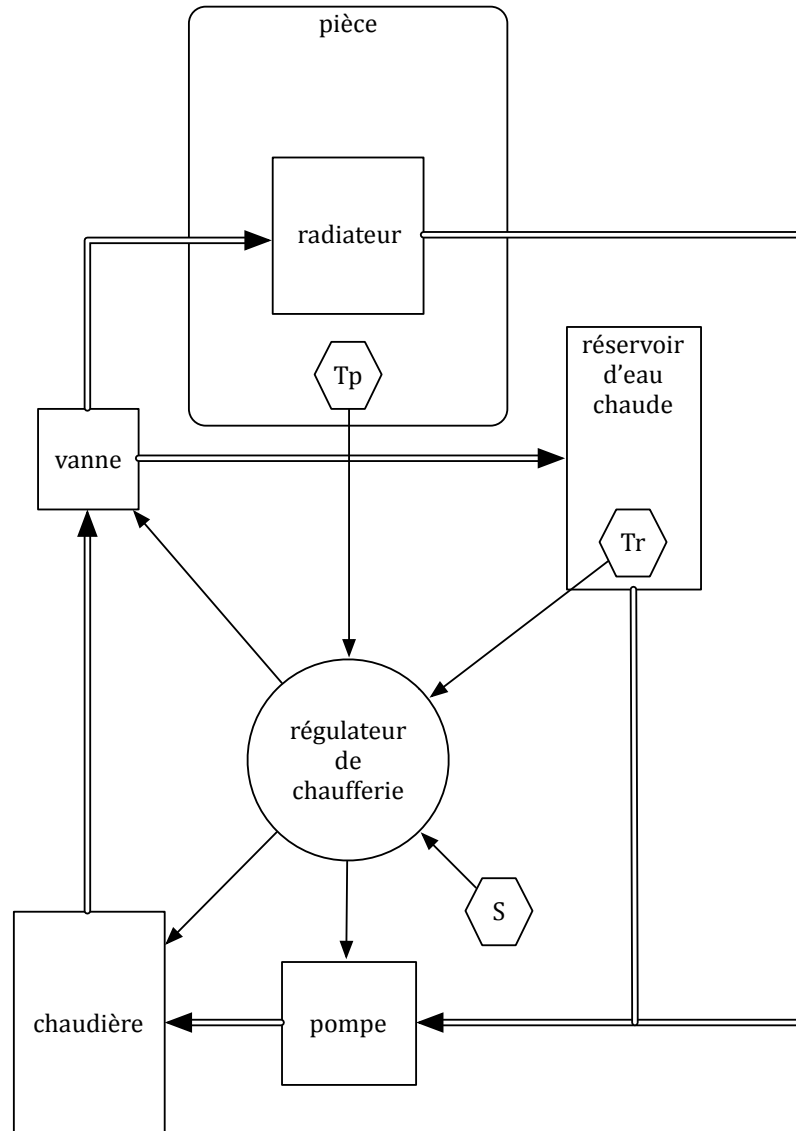 pièce
radiateur
Tp
réservoir
d’eau
chaude
vanne
Tr
régulateur
de
chaufferie
S
chaudière
pompe